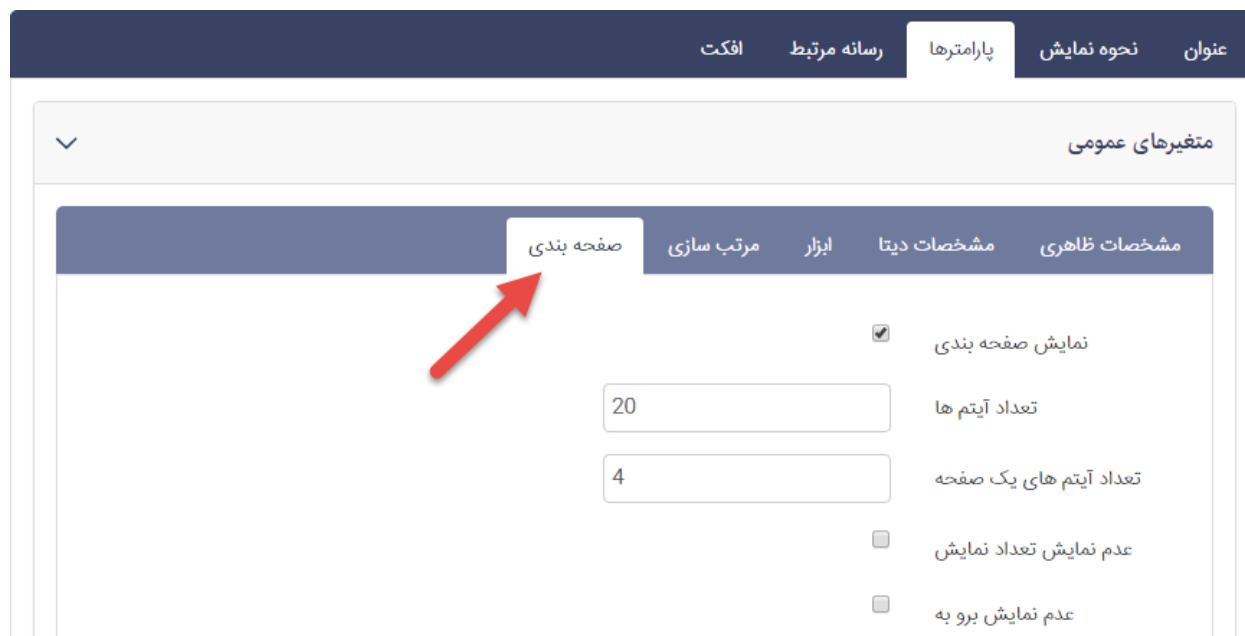 عنوان نحوه نمایش پارامترها رسانه مرتبط افکت
متغیرهای عمومی
مشخصات ظاهری مشخصات دیتا ابزار مرتب سازی صفحه بندی
نمایش صفحه بندی
تعداد آیتم ها 20
تعداد آیتم های یک صفحه 4
عدم نمایش تعداد نمایش
عدم نمایش برو به